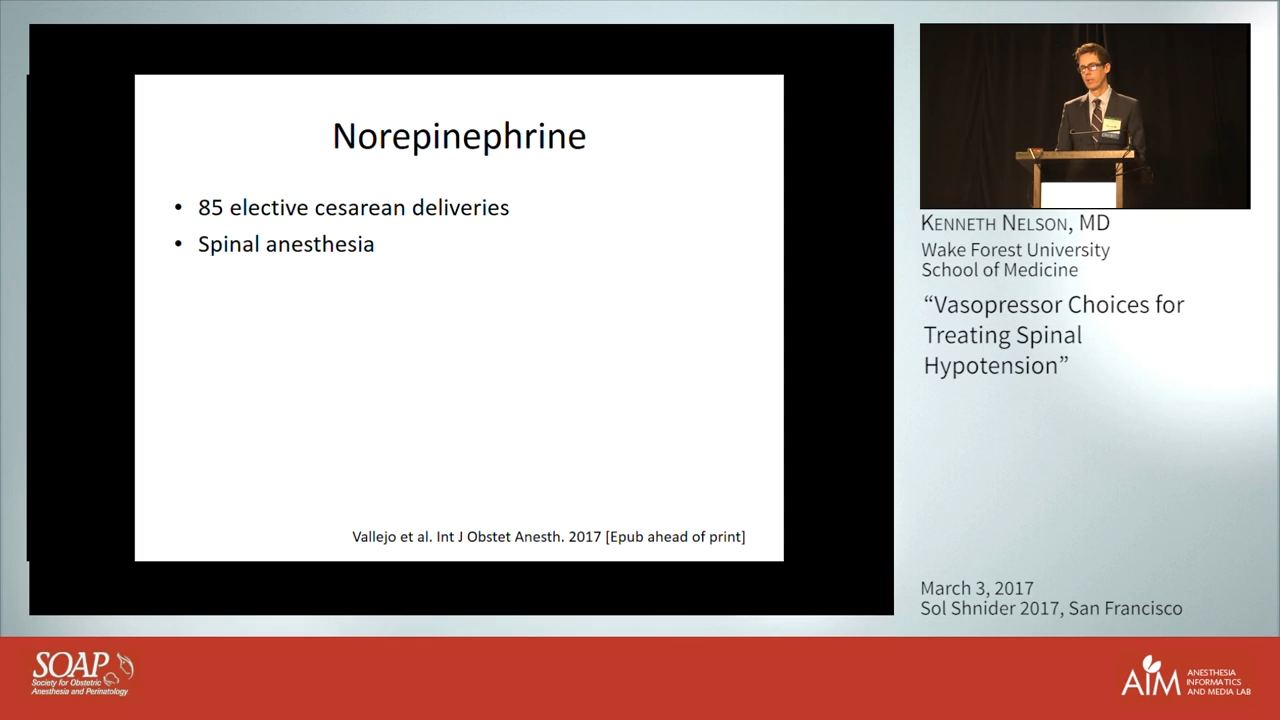 Norepinephrine
• 85 elective cesarean deliveries
• Spinal anesthesia
Vallejo et al. Int J Obstet Anesth. 2017 [Epub ahead of print]
KENNETH NELSON, MD
Wake Forest University
School of Medicine
“Vasopressor Choices for
Treating Spinal
Hypotension”
March 3, 2017
Sol Shnider 2017, San Francisco
SOAP
Society for Obstetric
Anesthesia and Perinatology
AIM
ANESTHESIA
INFORMATICS
AND MEDIA LAB